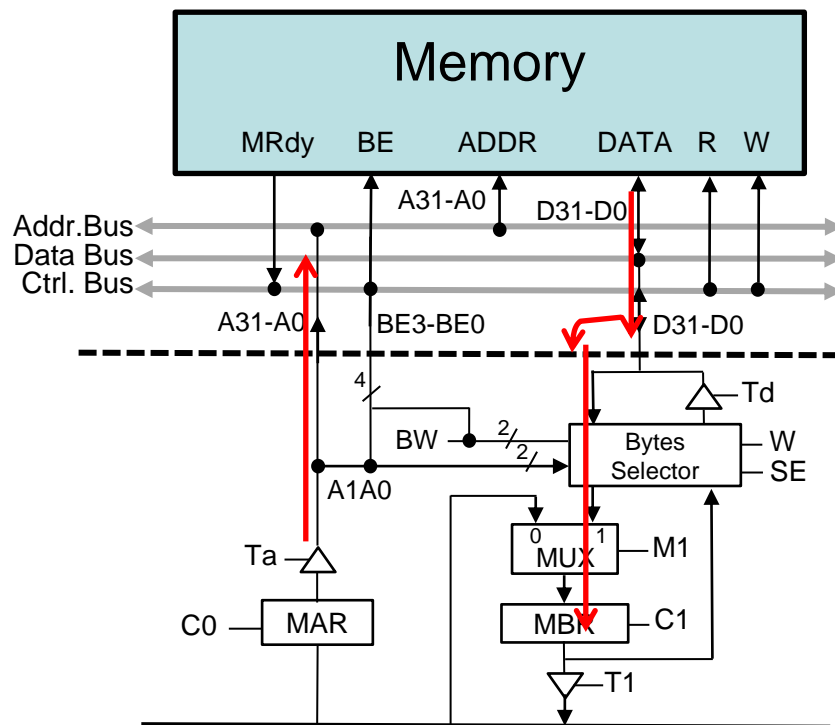 Memory
MRdy BE ADDR DATA R W
A31-A0 D31-D0
Addr.Bus
Data Bus
Ctrl. Bus
A31-A0 BE3-BE0 D31-D0
4
Td
BW 2
2
Bytes
Selector
W
SE
A1A0
0 1
MUX
M1
Ta
C0 MAR
MBR
C1
T1